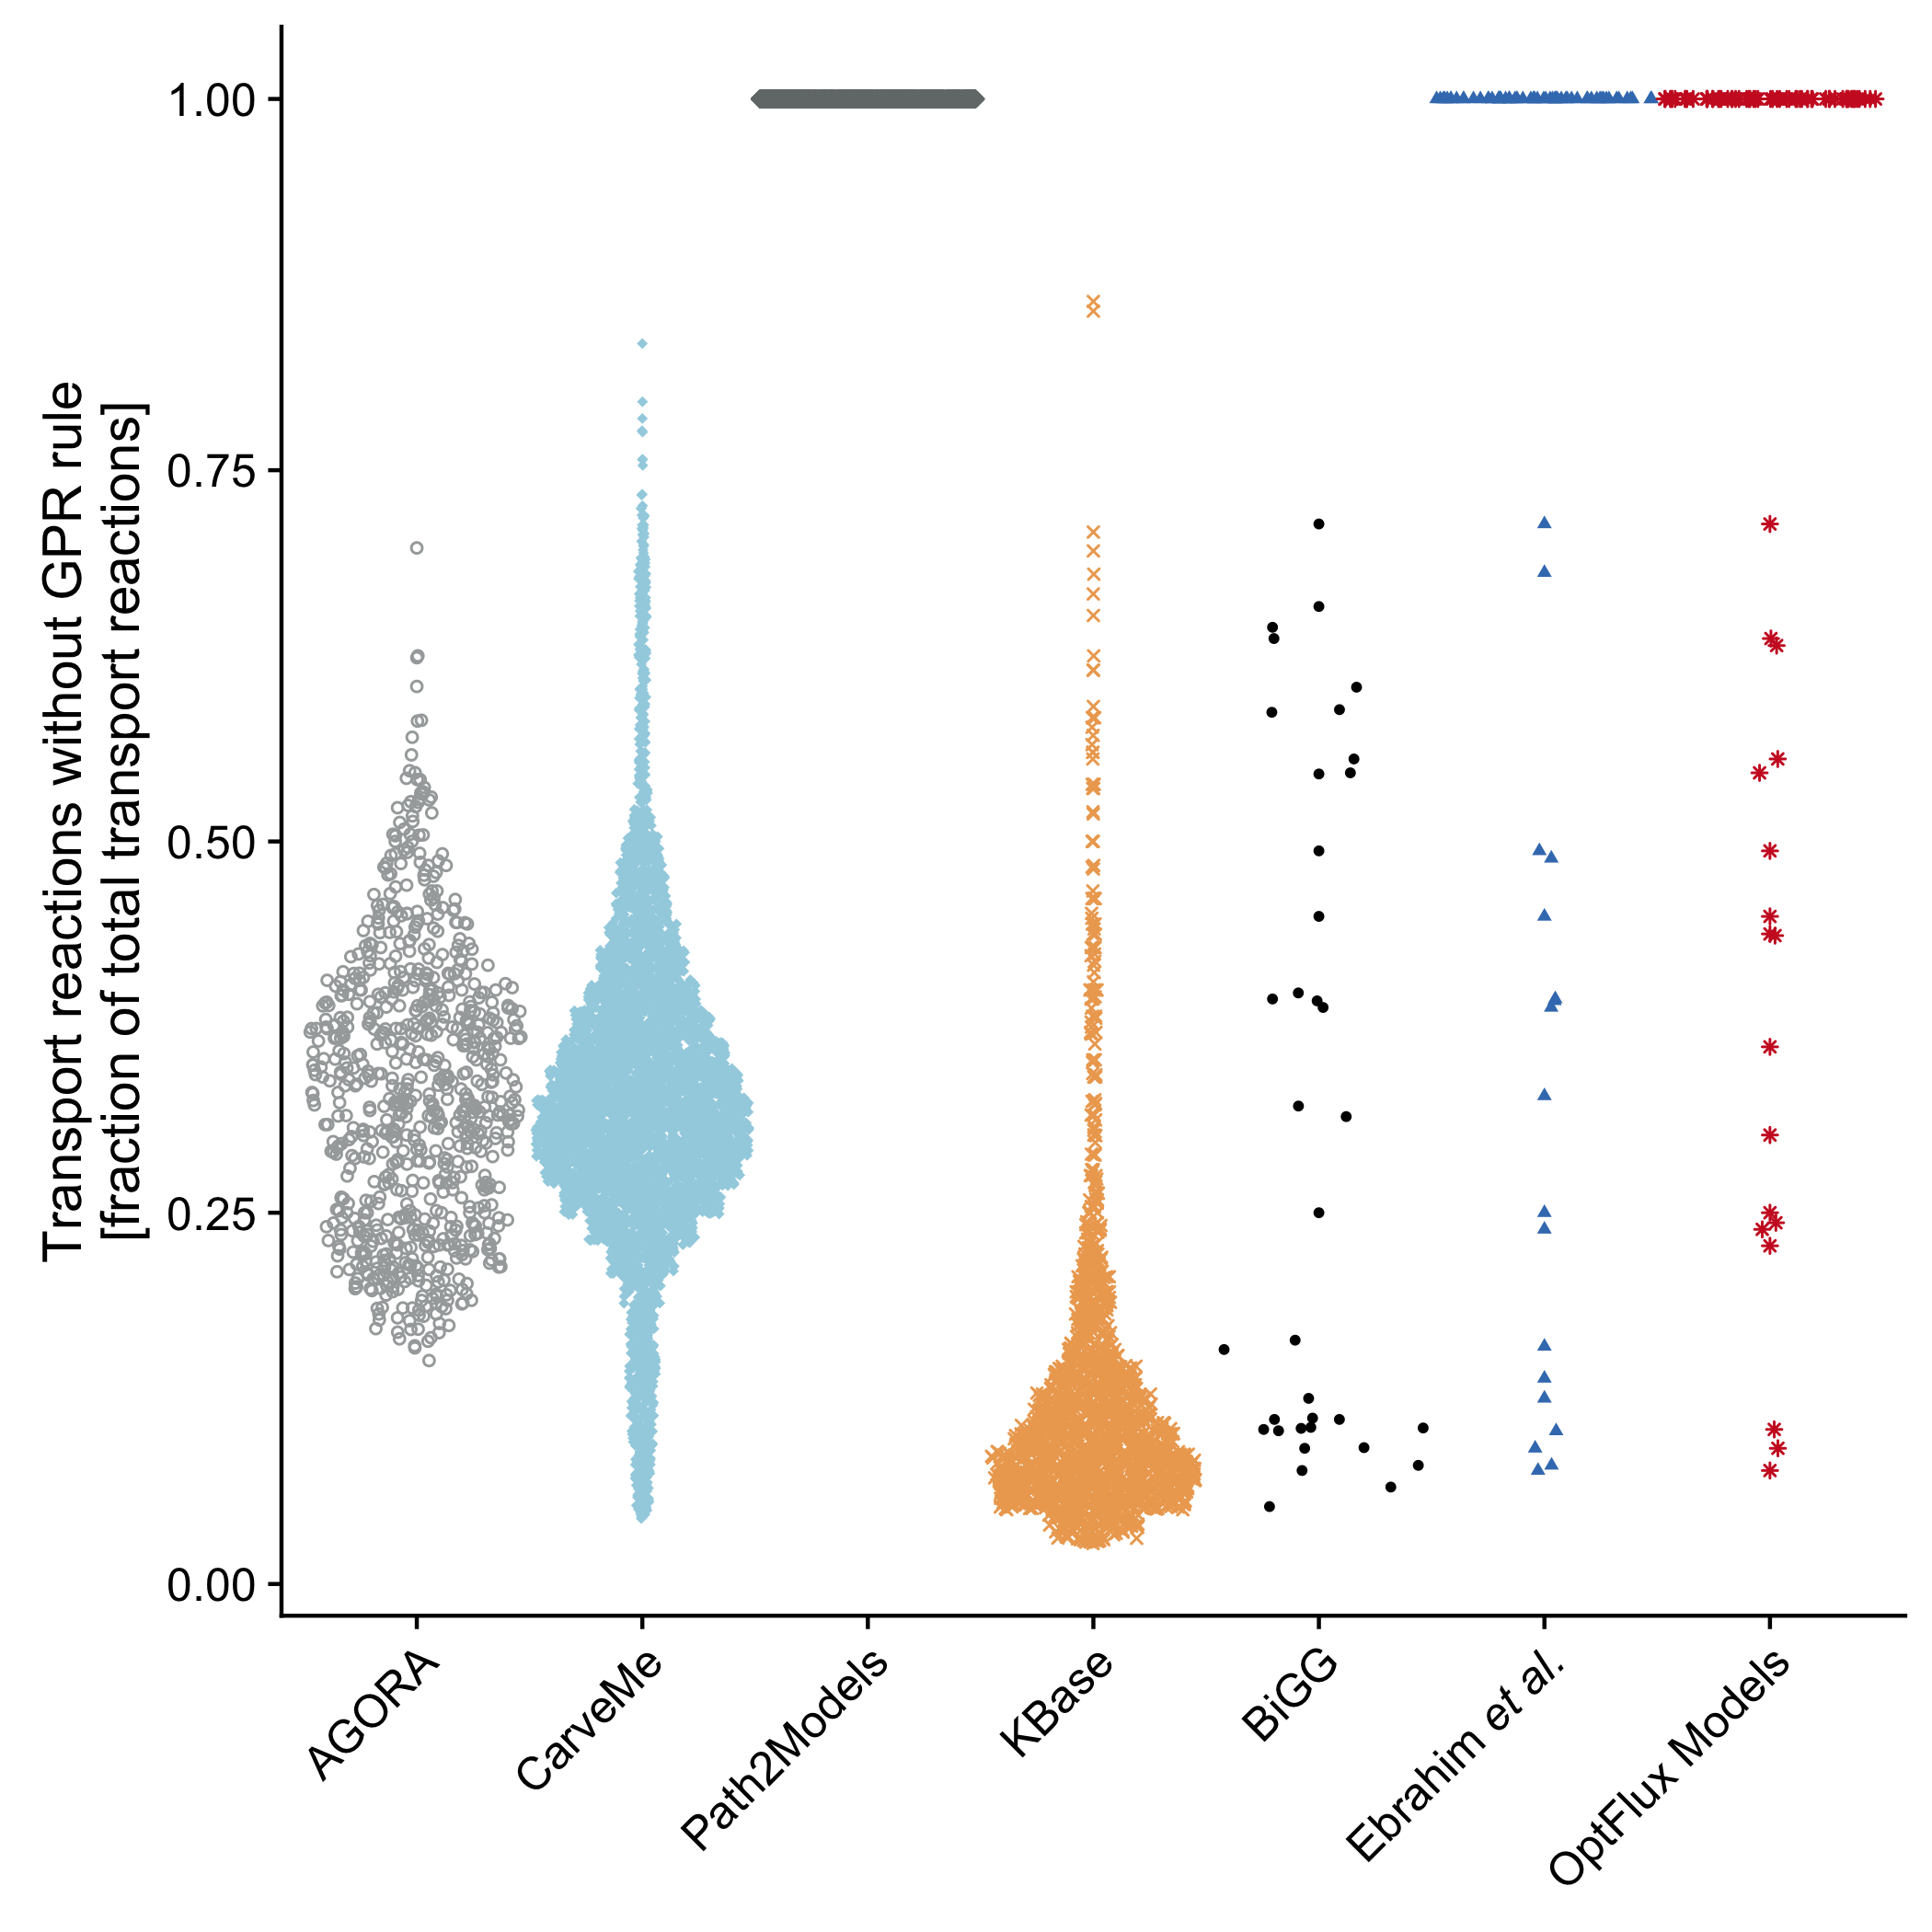 Transport reactions without GPR rule
[fraction of total transport reactions]
1.00
0.75
0.50
0.25
0.00
AGORA
CarveMe
Path2Models
KBase
BiGG
Ebrahim et al.
OptFlux Models